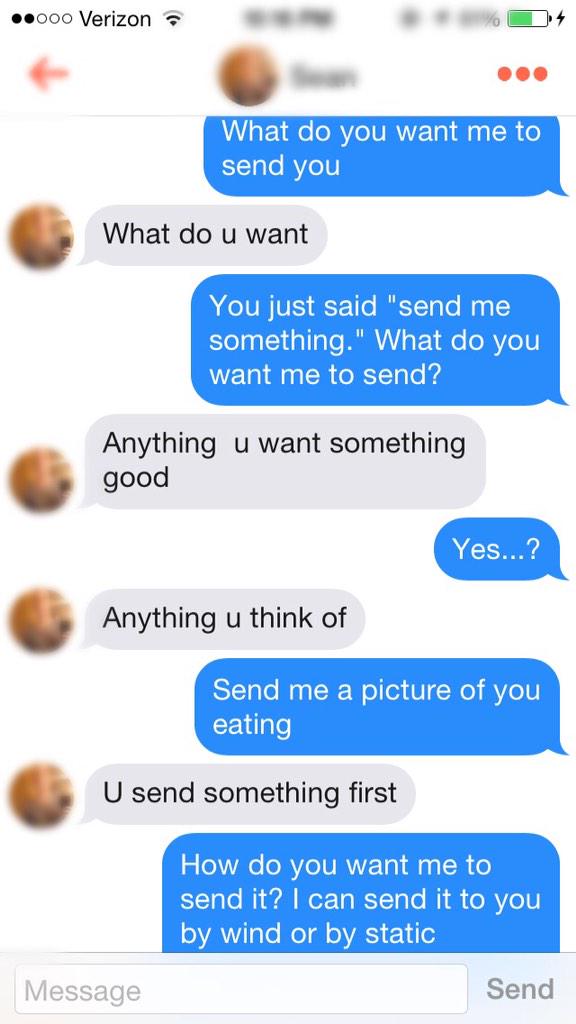 Verizon
What do you want me to
send you
What do u want
You just said "send me
something." What do you
want me to send?
Anything  u want something
good
Yes...?
Anything u think of
Send me a picture of you
eating
U send something first
How do you want me to
send it? I can send it to you
by wind or by static
Message
Send